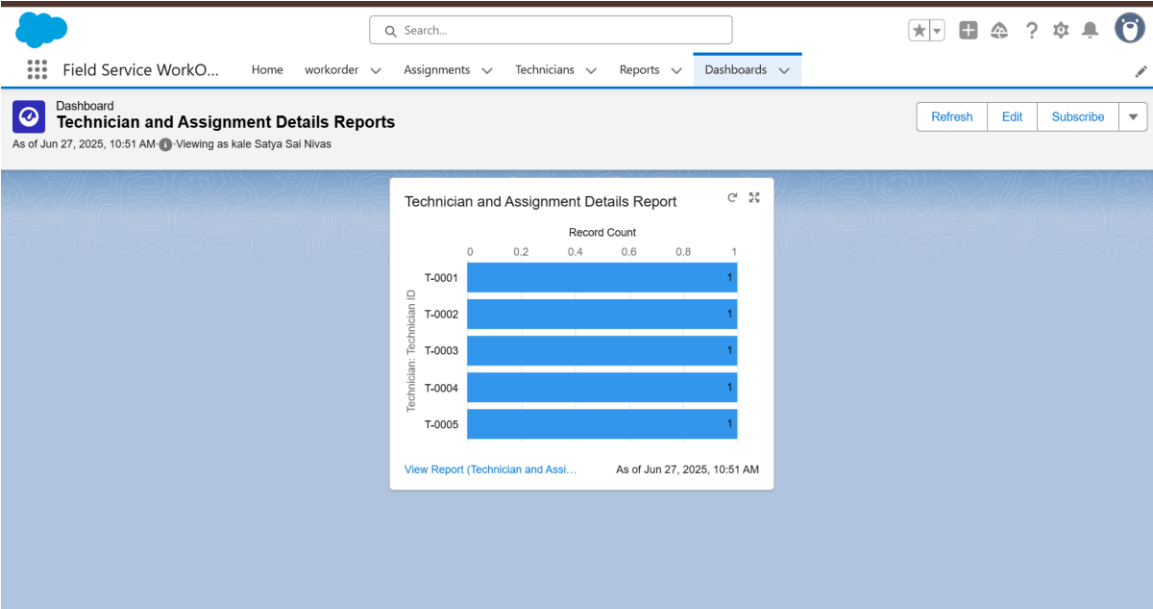 Search...
Field Service WorkO...
Home
workorder
Assignments
Technicians
Reports
Dashboards
Dashboard
Technician and Assignment Details Reports
As of Jun 27, 2025, 10:51 AM·Viewing as kale Satya Sai Nivas
Refresh
Edit
Subscribe
Technician and Assignment Details Report
Record Count
0 0.2 0.4 0.6 0.8 1
Technician: Technician ID
T-0001 1
T-0002 1
T-0003 1
T-0004 1
T-0005 1
View Report (Technician and Assi...
As of Jun 27, 2025, 10:51 AM